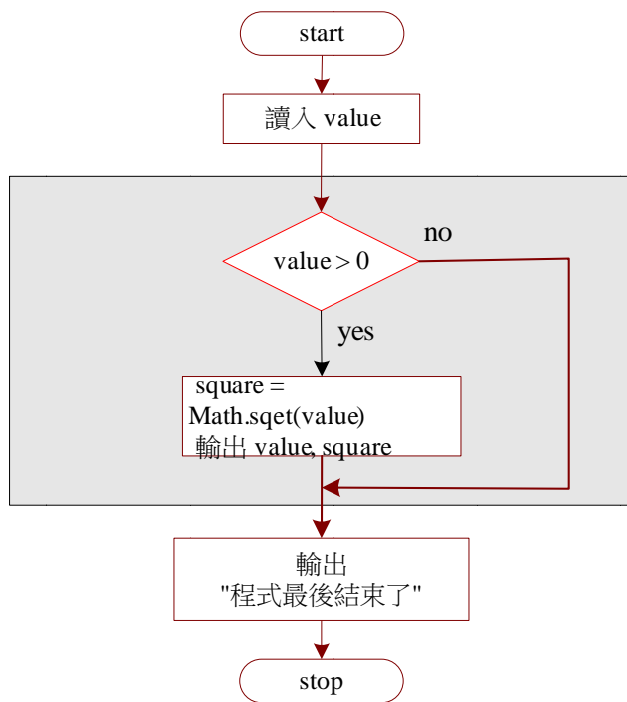 start
讀入 value
no
value > 0
yes
square =
Math.sqet(value)
輸出 value, square
輸出
"程式最後結束了"
stop